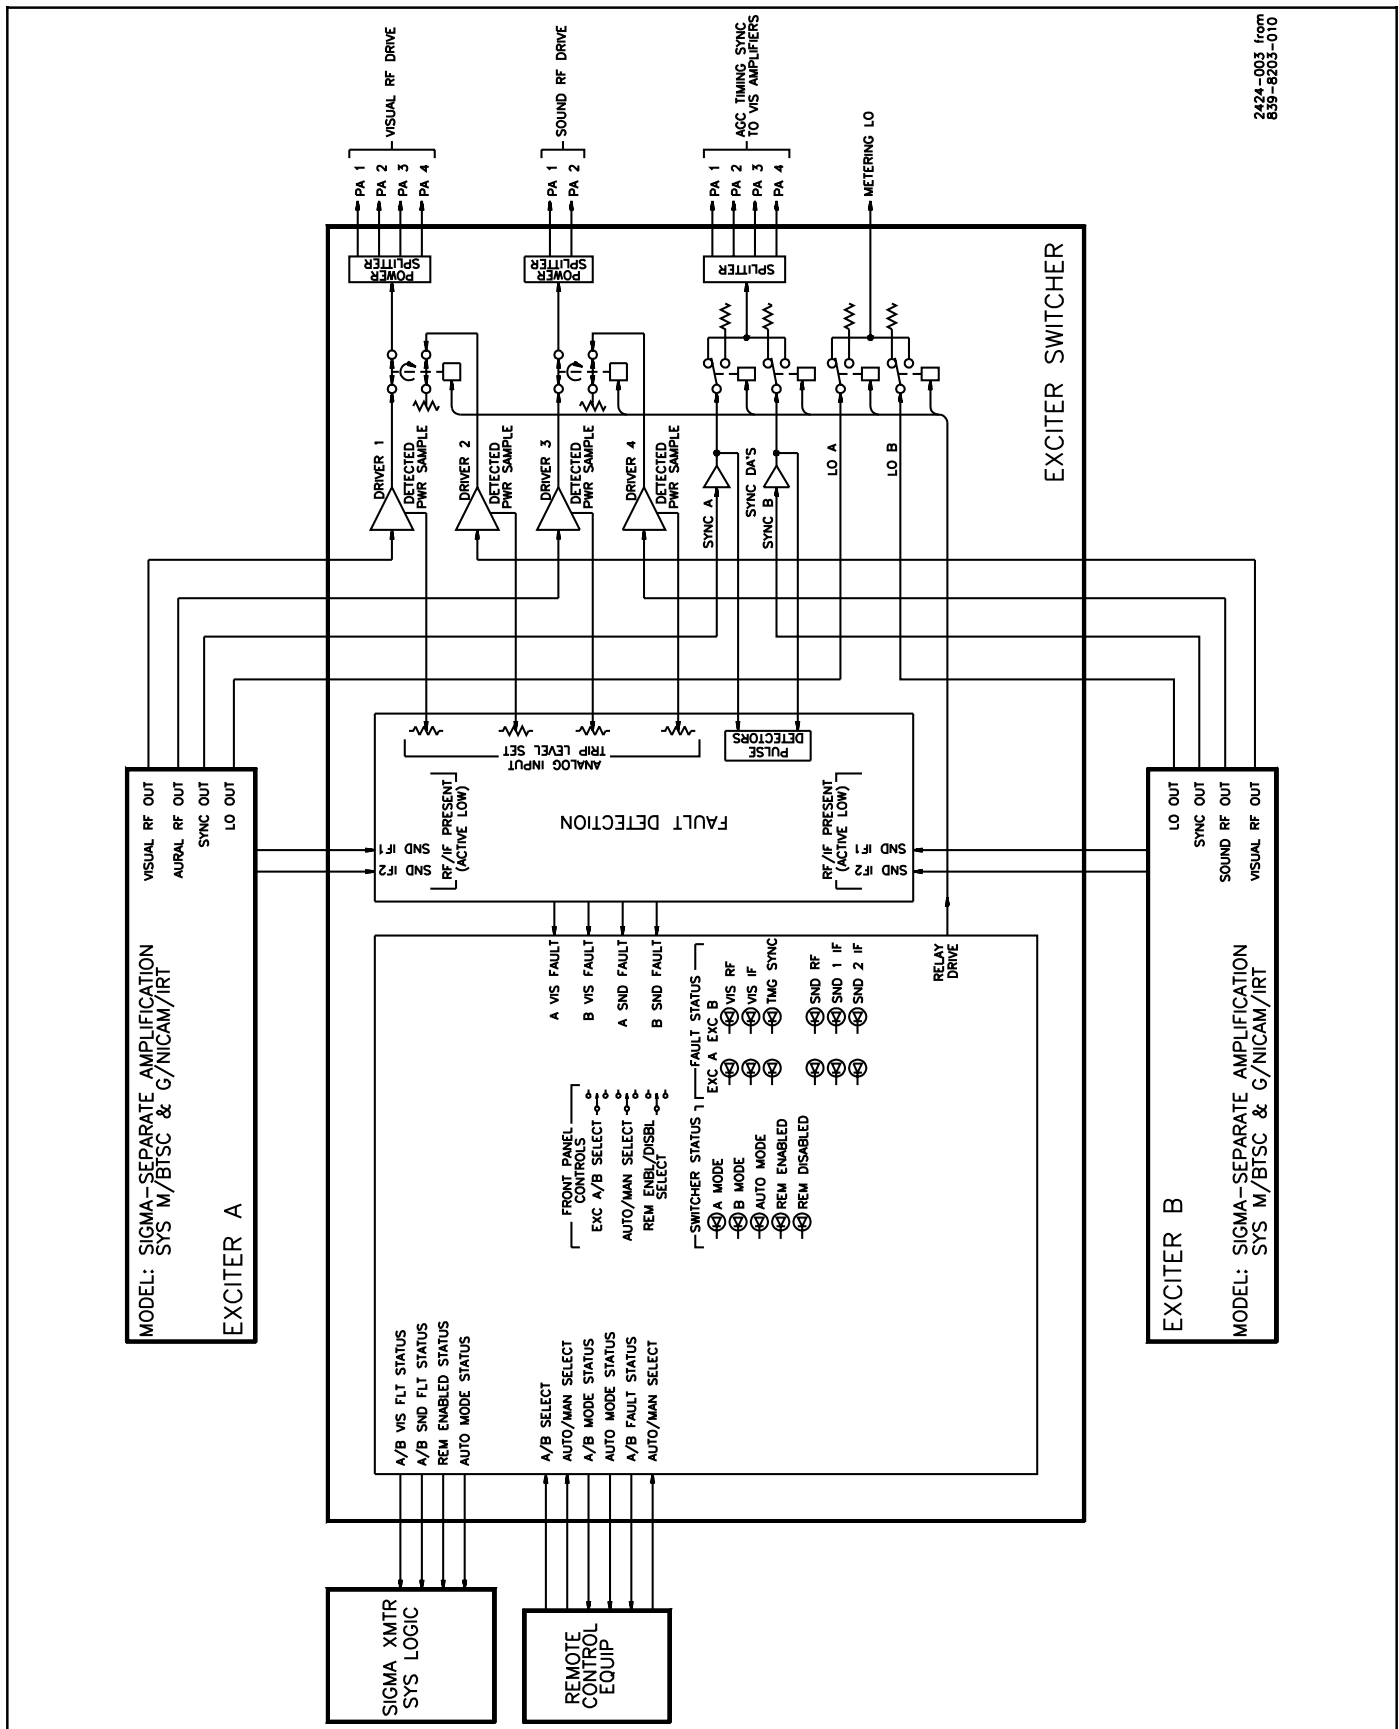 MODEL: SIGMA-SEPARATE AMPLIFICATION
SYS M/BTSC & G/NICAM/IRT
EXCITER A
VISUAL RF OUT
AURAL RF OUT
SYNC OUT
LO OUT
SIGMA XMTR
SYS LOGIC
A/B VIS FLT STATUS
A/B SND FLT STATUS
REM ENABLED STATUS
AUTO MODE STATUS
REMOTE
CONTROL
EQUIP
A/B SELECT
AUTO/MAN SELECT
A/B MODE STATUS
AUTO MODE STATUS
A/B FAULT STATUS
AUTO/MAN SELECT
FRONT PANEL
CONTROLS
EXC A/B SELECT
AUTO/MAN SELECT
REM ENBL/DISBL
SELECT
SWITCHER STATUS
A MODE
B MODE
AUTO MODE
REM ENABLED
REM DISABLED
FAULT STATUS
EXC A EXC B
VIS RF
VIS IF
TMG SYNC
SND RF
SND 1 IF
SND 2 IF
A VIS FAULT
B VIS FAULT
A SND FAULT
B SND FAULT
RELAY
DRIVE
FAULT DETECTION
SND IF2
SND IF1
RF/IF PRESENT
(ACTIVE LOW)
RF/IF PRESENT
(ACTIVE LOW)
SND IF2
SND IF1
ANALOG INPUT
TRIP LEVEL SET
PULSE
DETECTORS
DRIVER 1
DETECTED
PWR SAMPLE
DRIVER 2
DETECTED
PWR SAMPLE
DRIVER 3
DETECTED
PWR SAMPLE
DRIVER 4
DETECTED
PWR SAMPLE
SYNC A
SYNC DA'S
SYNC B
LO A
LO B
POWER
SPLITTER
POWER
SPLITTER
SPLITTER
EXCITER SWITCHER
PA 1
PA 2
PA 3
PA 4
VISUAL RF DRIVE
PA 1
PA 2
SOUND RF DRIVE
PA 1
PA 2
PA 3
PA 4
AGC TIMING SYNC
TO VIS AMPLIFIERS
METERING LO
EXCITER B
MODEL: SIGMA-SEPARATE AMPLIFICATION
SYS M/BTSC & G/NICAM/IRT
LO OUT
SYNC OUT
SOUND RF OUT
VISUAL RF OUT
2424-003 from
839-8203-010